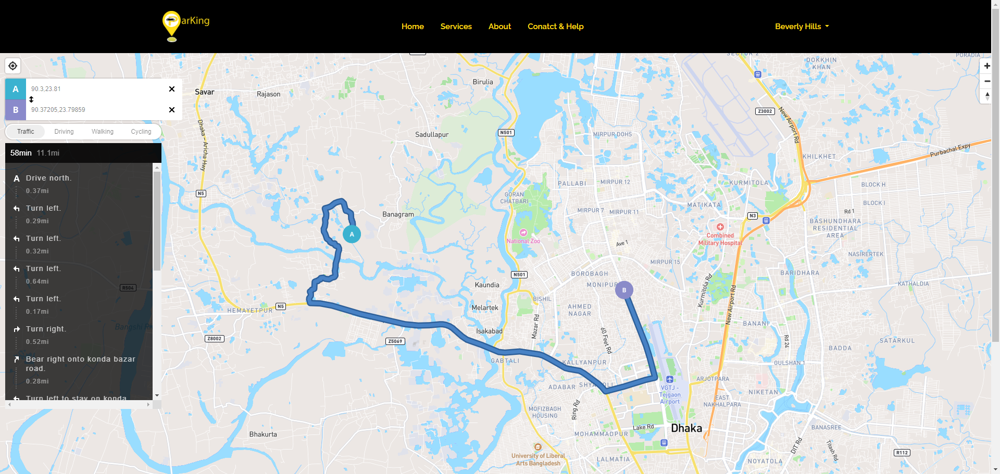 arKing
Home
Services
About
Conatct & Help
Beverly Hills
A
90.3,23.81
B
90.37205,23.79859
Traffic
Driving
Walking
Cycling
58min 11.1mi
A Drive north.
0.37mi
Turn left.
0.29mi
Turn left.
0.32mi
Turn left.
0.64mi
Turn left.
0.17mi
Turn right.
0.52mi
Bear right onto konda bazar
road.
0.28mi
Turn left to stay on konda
Savar
Rajason
Birulia
Sadullapur
Banagram
Dhaka - Aricha Hwy
N5
N501
SECTOR 2
DOKKHIN
KHAN
PORADIA
Z3002
New Airport Rd
Purbachal Expy
KHILKHET
MIRPUR DOHS
PALLABI
MIRPUR 12
GORAN
CHATBARI
MIRPUR 7
MIRPUR 11
KURMITOLA
MATIKATA
BLOCK H
BLOCK I
Rd 1
N3
BASHUNDHARA
RESIDENTIAL
AREA
National Zoo
Combined
Military Hospital
Ave 1
MIRPUR 15
NASIRERTEK
BARIDHARA
KATHALDIA
N501
BOROBAGH
MONIPUR
A
B
R504
Kaundia
BISHIL
Kurmitola Rd
New Airport Rd
HEMAYETPUR
N5
Melartek
AHMED
NAGAR
Mazar Rd
60 Feet Rd
BANANI
Isakabad
Z8002
Z5069
Rd 24
BADDA
SATARKUL
GABTALI
KALLYANPUR
GULSHAN 1
ADABAR
VGTJ -
Tejgaon
Airport
ARJOTPARA
NIKETAN
EAST
NAKHALPARA
MOFIZBAGH
HOUSING
Ring Rd
Lake Rd
Dhaka
MOHAMMADPUR
BANASREE
Bhakurta
University of Liberal
Arts Bangladesh
LALMATIA
DIT Rd
Titash Rd
R112
NOYATOLA